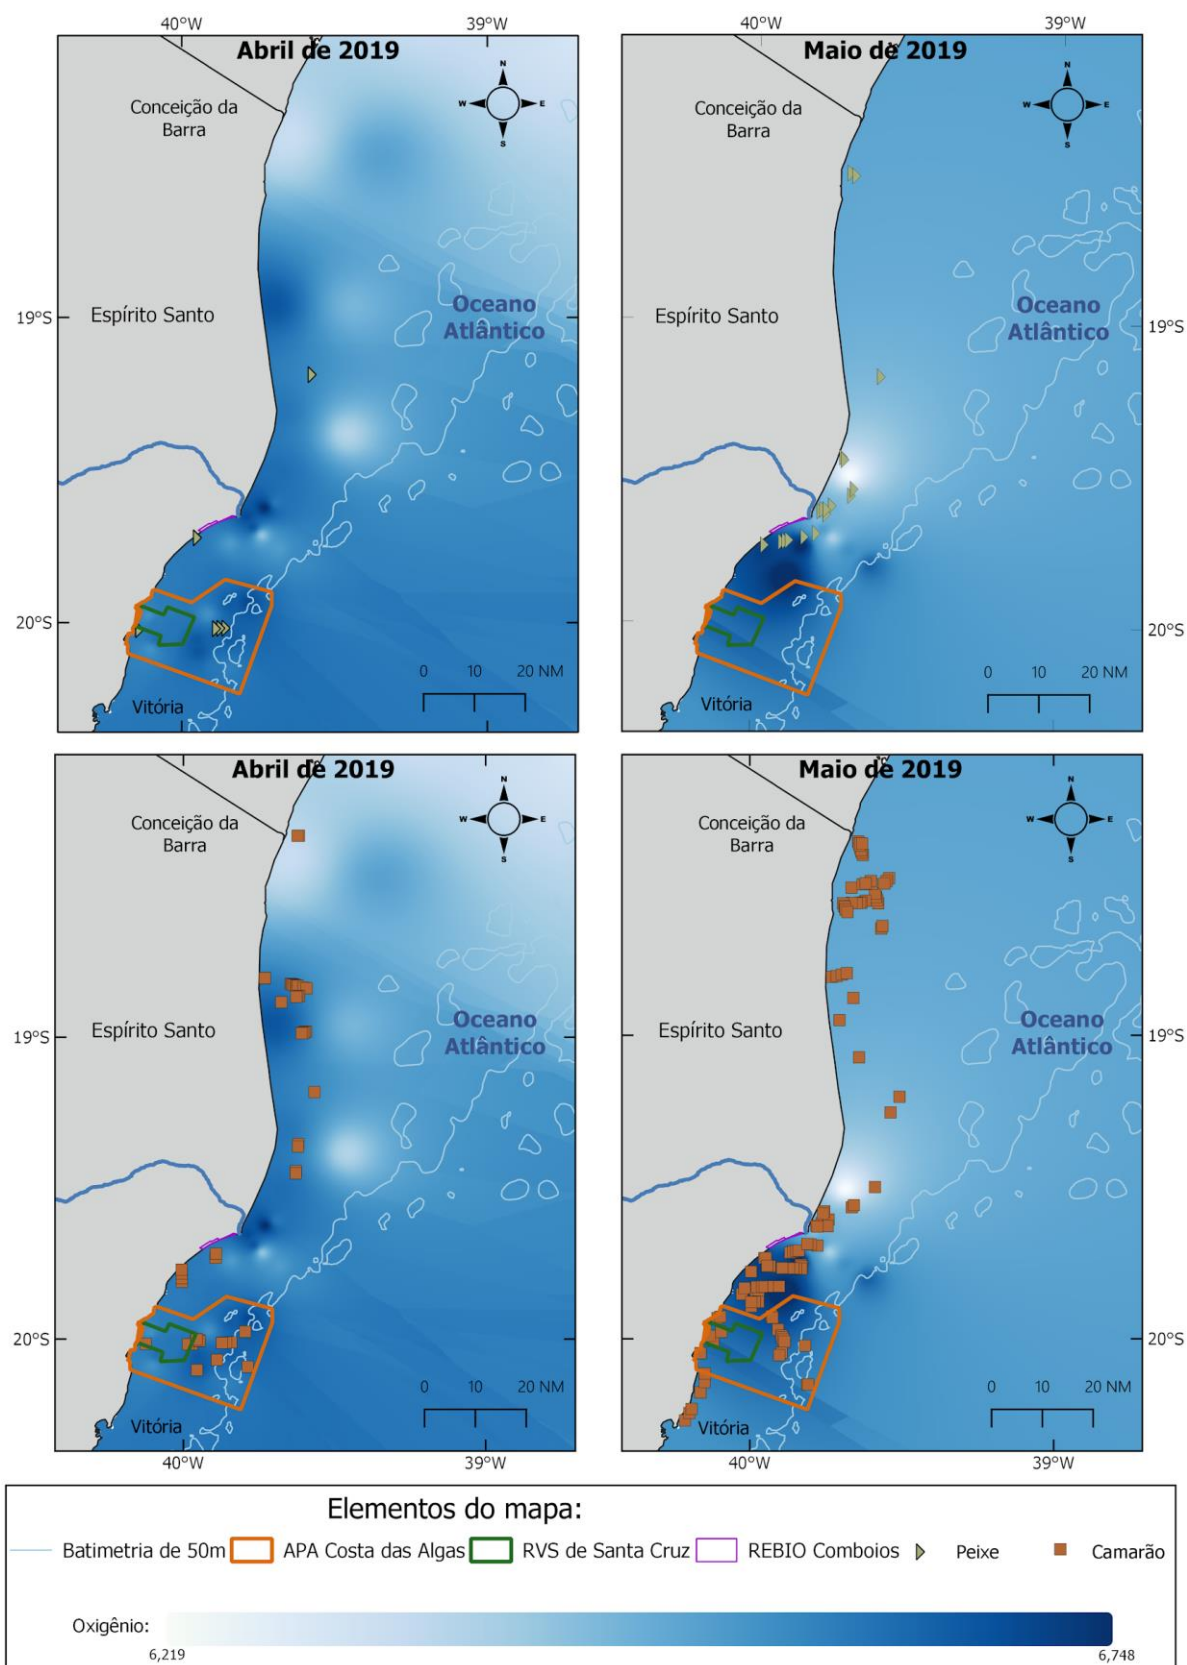 40°W 39°W 40°W 39°W
Abril de 2019
N
W E
S
Conceição da
Barra
Espírito Santo
Oceano
Atlântico
19°S
20°S
0 10 20 NM
Vitória
Maio de 2019
N
W E
S
Conceição da
Barra
Espírito Santo
Oceano
Atlântico
19°S
20°S
0 10 20 NM
Vitória
Abril de 2019
N
W E
S
Conceição da
Barra
Espírito Santo
Oceano
Atlântico
19°S
20°S
0 10 20 NM
Vitória
Maio de 2019
N
W E
S
Conceição da
Barra
Espírito Santo
Oceano
Atlântico
19°S
20°S
0 10 20 NM
Vitória
40°W 39°W 40°W 39°W
Elementos do mapa:
Batimetria de 50m APA Costa das Algas RVS de Santa Cruz REBIO Comboios Peixe Camarão
Oxigênio:
6,219 6,748